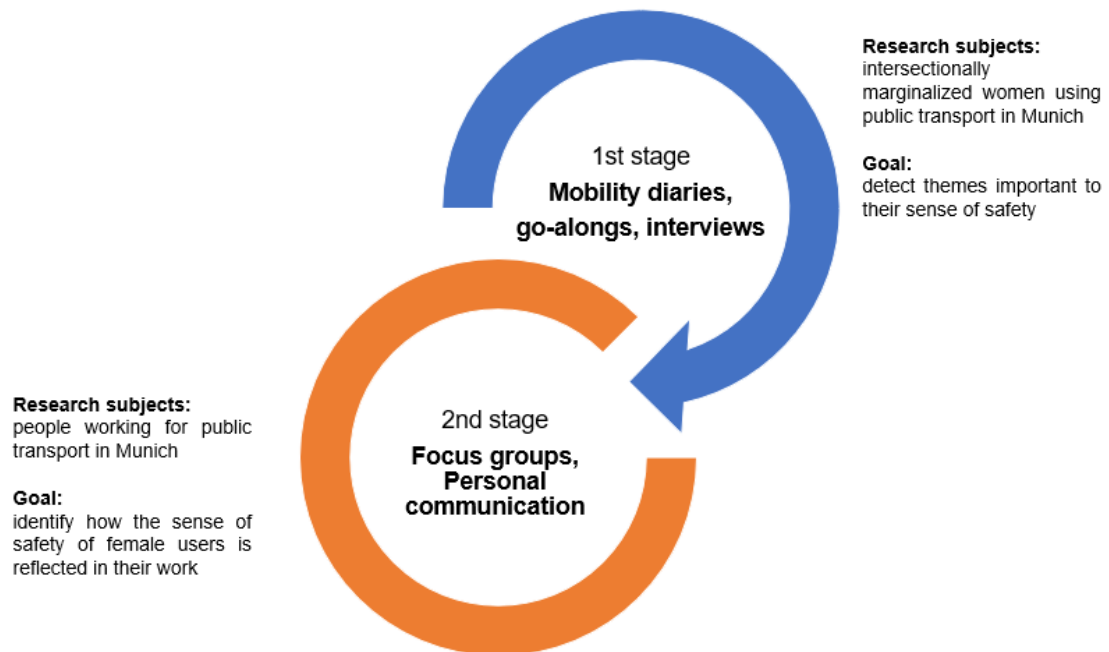 Research subjects:
intersectionally
marginalized women using
public transport in Munich
Goal:
detect themes important to
their sense of safety
1st stage
Mobility diaries,
go-alongs, interviews
2nd stage
Focus groups,
Personal
communication
Research subjects:
people working for public
transport in Munich
Goal:
identify how the sense of
safety of female users is
reflected in their work